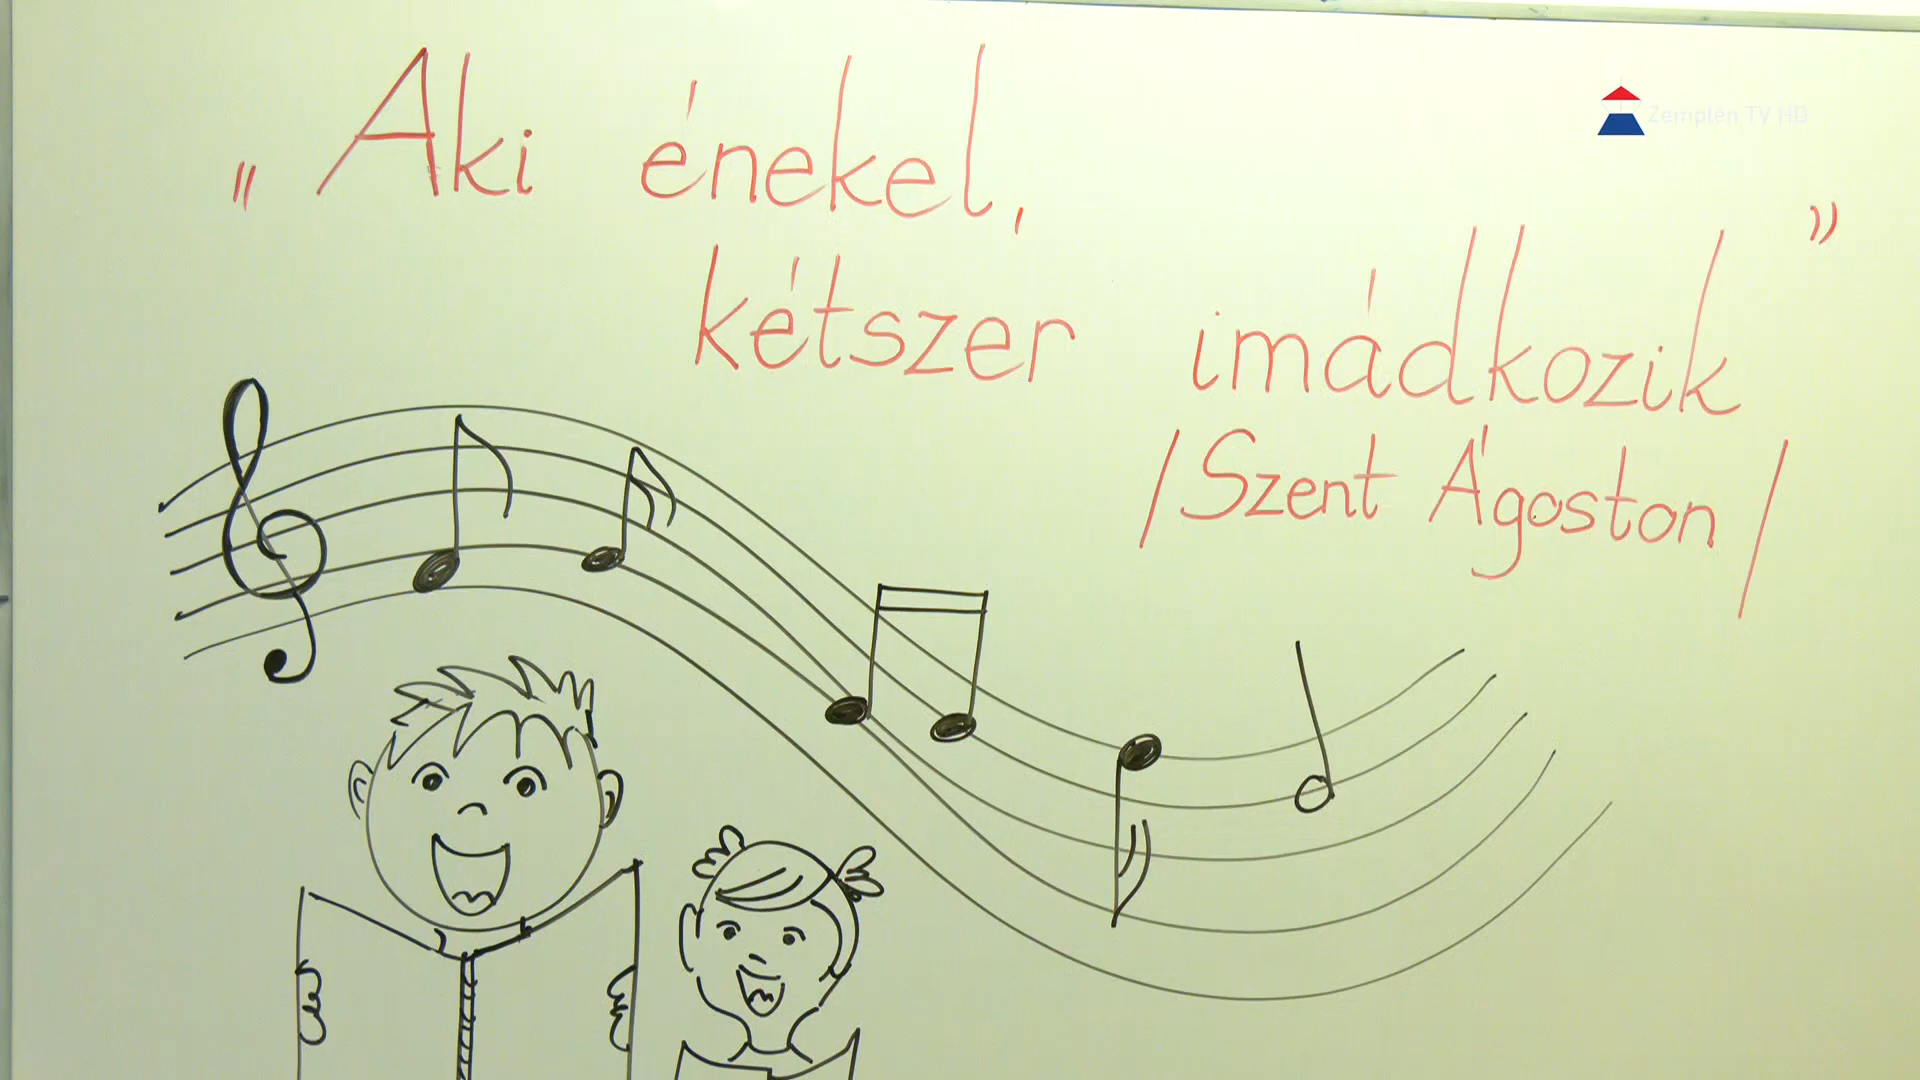 „Aki énekel,
kétszer imádkozik”
/Szent Ágoston/
Zemplén TV HD